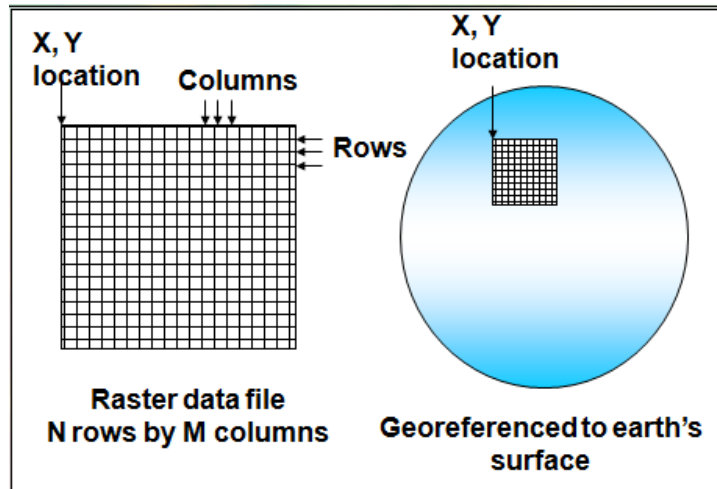 X, Y
location
Columns
Rows
Raster data file
N rows by M columns
X, Y
location
Georeferenced to earth's
surface